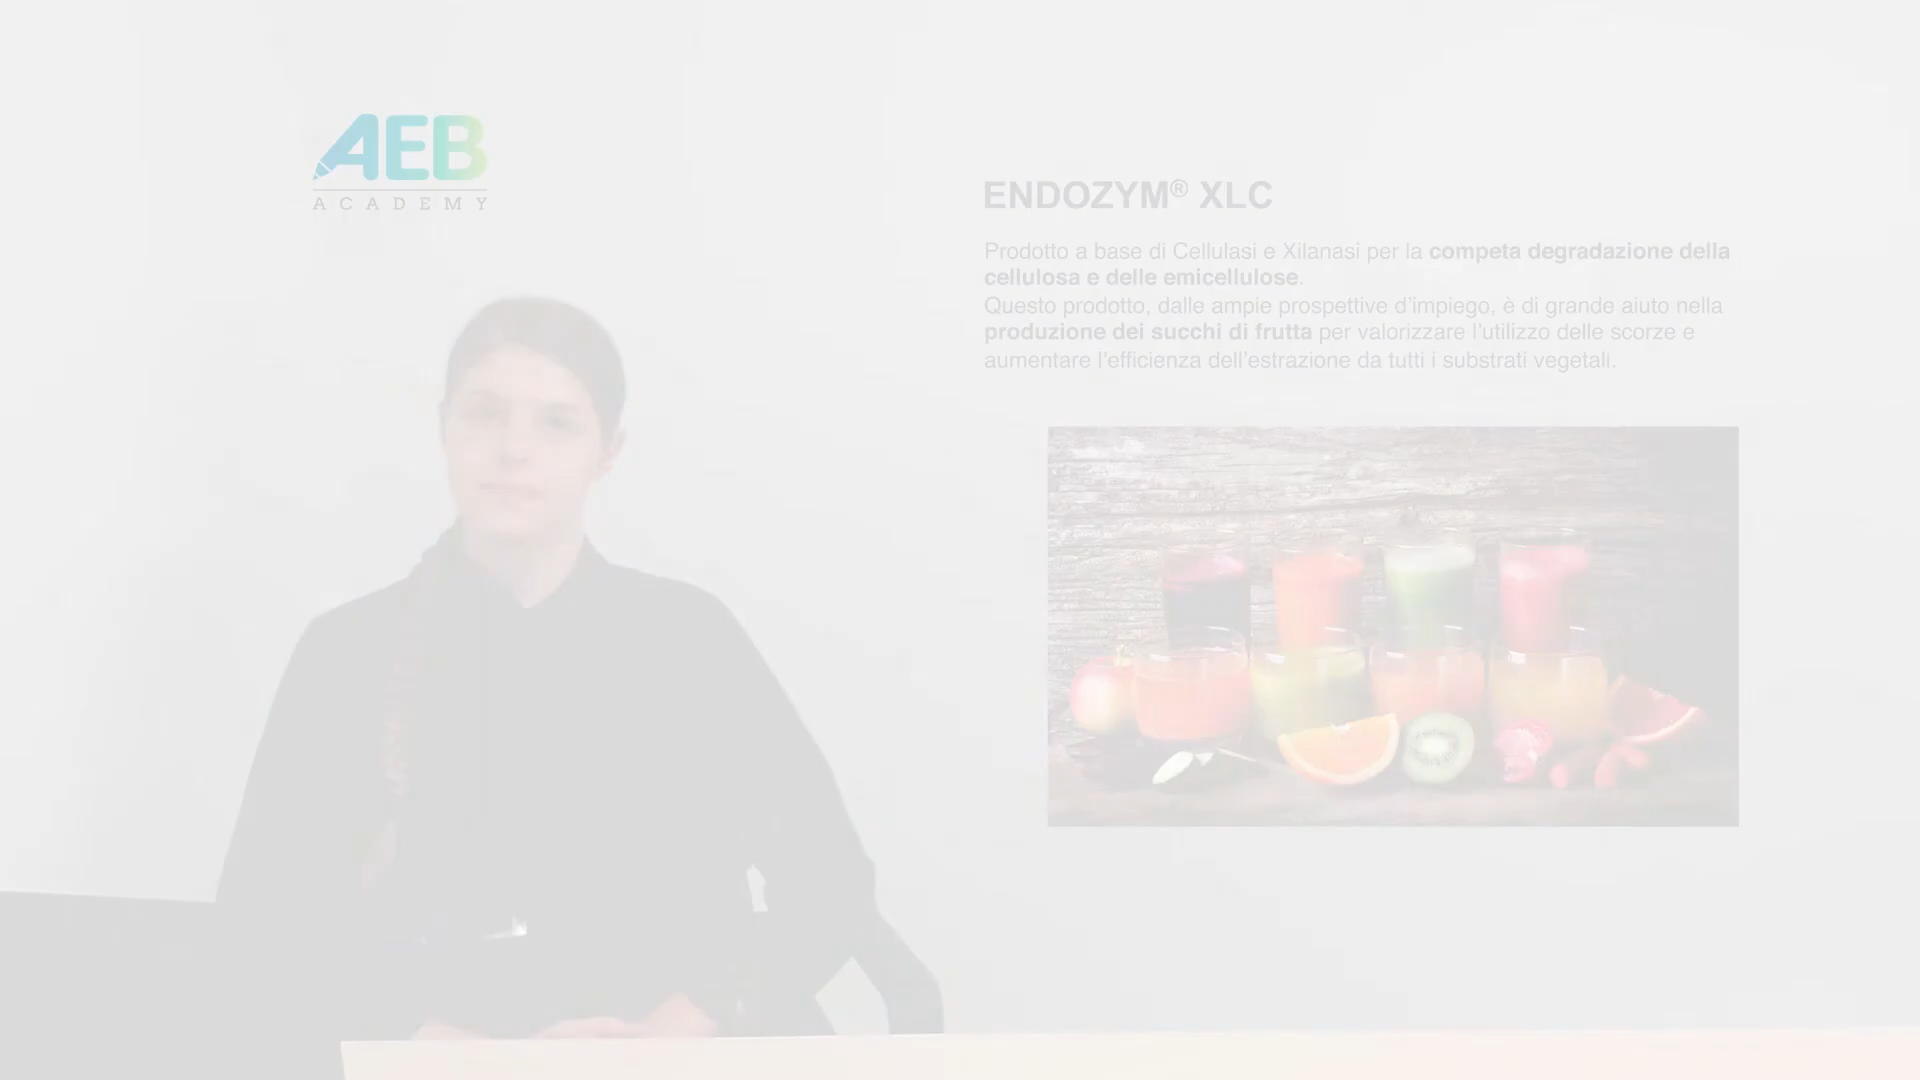 AEB
ACADEMY
ENDOZYM® XLC
Prodotto a base di Cellulasi e Xilanasi per la competa degradazione della
cellulosa e delle emicellulose.
Questo prodotto, dalle ampie prospettive d'impiego, è di grande aiuto nella
produzione dei succhi di frutta per valorizzare l'utilizzo delle scorze e
aumentare l'efficienza dell'estrazione da tutti i substrati vegetali.